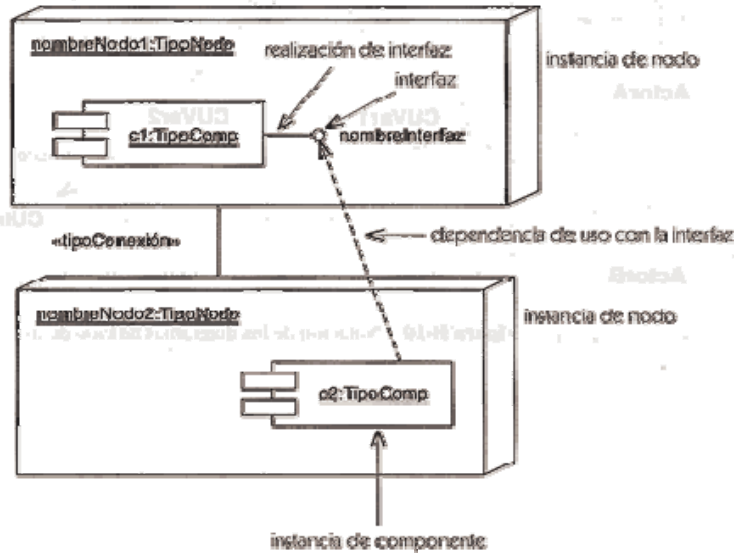 nombreNodo1:TipoNodo
realización de interfaz
instancia de nodo
interfaz
c1:TipoComp
nombreInterfaz
«tipoConexión»
dependencia de uso con la interfaz
nombreNodo2:TipoNodo
instancia de nodo
c2:TipoComp
instancia de componente